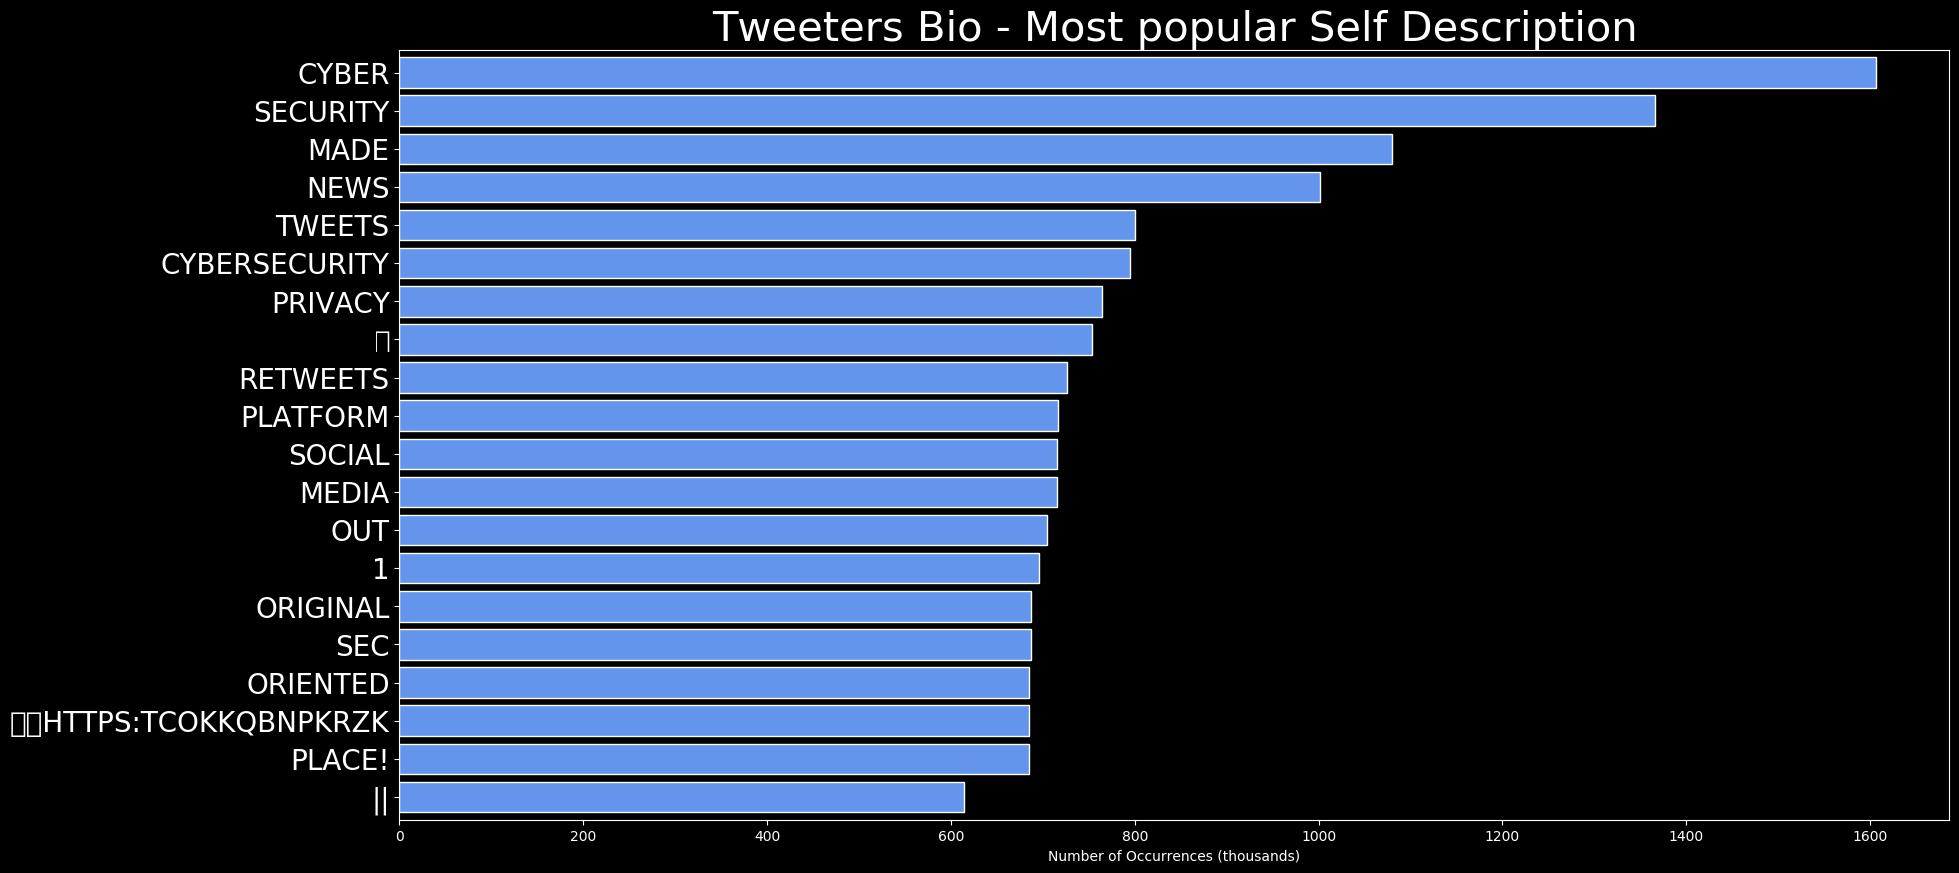 Tweeters Bio - Most popular Self Description
CYBER
SECURITY
MADE
NEWS
TWEETS
CYBERSECURITY
PRIVACY
RETWEETS
PLATFORM
SOCIAL
MEDIA
OUT
1
ORIGINAL
SEC
ORIENTED
HTTPS:TCOKKQBNPKRZK
PLACE!
||
0 200 400 600 800 1000 1200 1400 1600
Number of Occurrences (thousands)